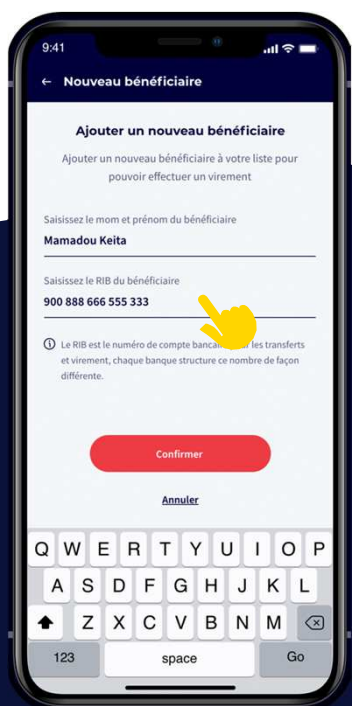 9:41
← Nouveau bénéficiaire
Ajouter un nouveau bénéficiaire
Ajouter un nouveau bénéficiaire à votre liste pour
pouvoir effectuer un virement
Saisissez le mom et prénom du bénéficiaire
Mamadou Keita
Saisissez le RIB du bénéficiaire
900 888 666 555 333
Le RIB est le numéro de compte bancai les transferts
et virement, chaque banque structure ce nombre de façon
différente.
Confirmer
Annuler
Q W E R T Y U I O P
A S D F G H J K L
Z X C V B N M
123 space Go